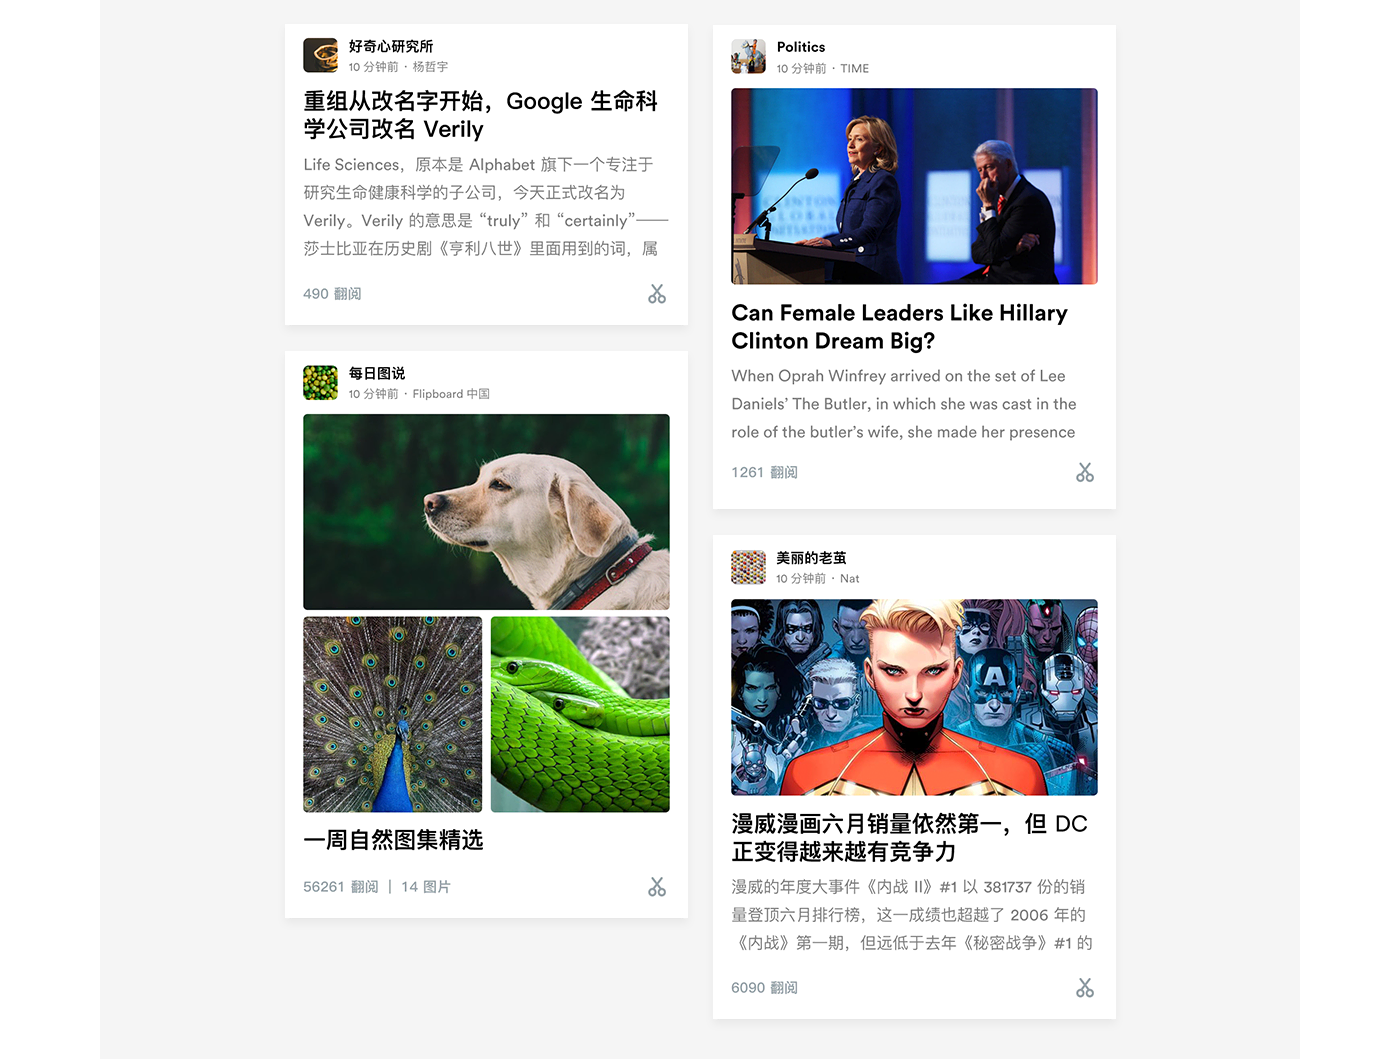 好奇心研究所
10 分钟前 · 杨哲宇
重组从改名字开始，Google 生命科
学公司改名 Verily
Life Sciences，原本是 Alphabet 旗下一个专注于
研究生命健康科学的子公司，今天正式改名为
Verily。Verily 的意思是 “truly” 和 “certainly”——
莎士比亚在历史剧《亨利八世》里面用到的词，属
490 翻阅
每日图说
10 分钟前 · Flipboard 中国
一周自然图集精选
56261 翻阅 | 14 图片
Politics
10 分钟前 · TIME
CLINTON
GLOBAL
INITIATIVE
Can Female Leaders Like Hillary
Clinton Dream Big?
When Oprah Winfrey arrived on the set of Lee
Daniels’ The Butler, in which she was cast in the
role of the butler’s wife, she made her presence
1261 翻阅
美丽的老茧
10 分钟前 · Nat
漫威漫画六月销量依然第一，但 DC
正变得越来越有竞争力
漫威的年度大事件《内战 II》#1 以 381737 份的销
量登顶六月排行榜，这一成绩也超越了 2006 年的
《内战》第一期，但远低于去年《秘密战争》#1 的
6090 翻阅